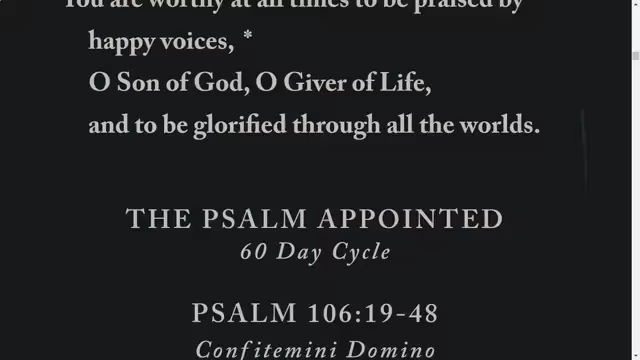 You are worthy at all times to be praised by
happy voices, *
O Son of God, O Giver of Life,
and to be glorified through all the worlds.
THE PSALM APPOINTED
60 Day Cycle
PSALM 106:19-48
Confitemini Domino